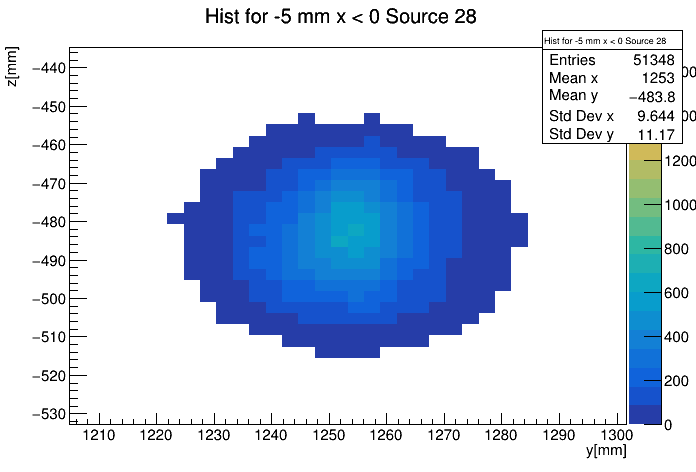 Hist for -5 mm x < 0 Source 28
z[mm]
Hist for -5 mm x < 0 Source 28
Entries 51348
Mean x 1253
Mean y −483.8
Std Dev x 9.644
Std Dev y 11.17
−440
−450
−460
−470
−480
−490
−500
−510
−520
−530
1200
1000
800
600
400
200
0
1210 1220 1230 1240 1250 1260 1270 1280 1290 1300
y[mm]